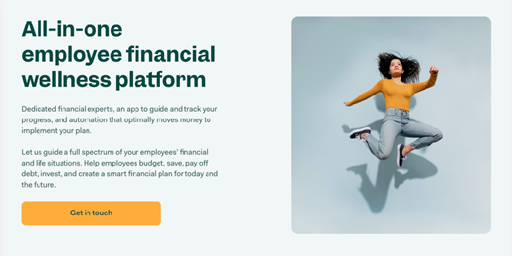 All-in-one
employee financial
wellness platform
Dedicated financial experts, an app to guide and track your
progress, and automation that optimally moves money to
implement your plan.
Let us guide a full spectrum of your employees' financial
and life situations. Help employees budget, save, pay off
debt, invest, and create a smart financial plan for today and
the future.
Get in touch